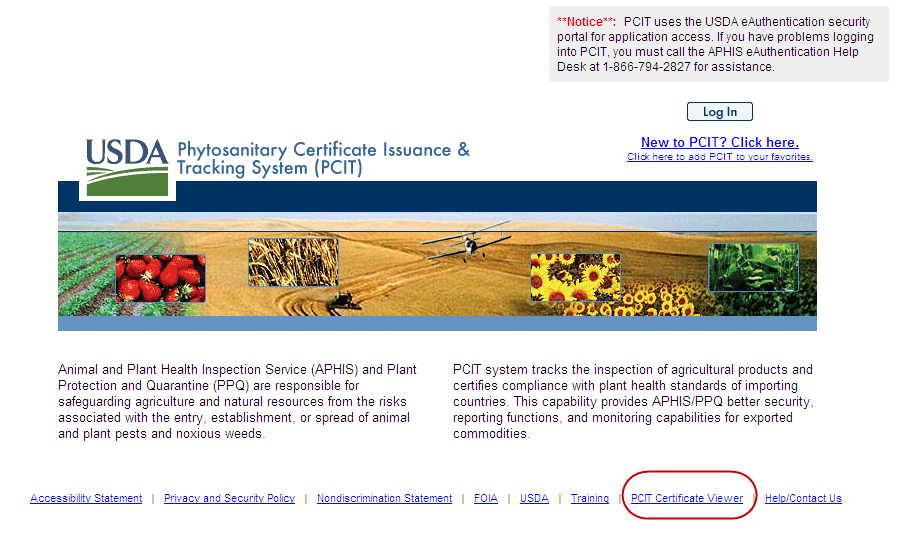 **Notice**: PCIT uses the USDA eAuthentication security
portal for application access. If you have problems logging
into PCIT, you must call the APHIS eAuthentication Help
Desk at 1-866-794-2827 for assistance.
Log In
New to PCIT? Click here.
Click here to add PCIT to your favorites.
USDA
Phytosanitary Certificate Issuance &
Tracking System (PCIT)
Animal and Plant Health Inspection Service (APHIS) and Plant
Protection and Quarantine (PPQ) are responsible for
safeguarding agriculture and natural resources from the risks
associated with the entry, establishment, or spread of animal
and plant pests and noxious weeds.
PCIT system tracks the inspection of agricultural products and
certifies compliance with plant health standards of importing
countries. This capability provides APHIS/PPQ better security,
reporting functions, and monitoring capabilities for exported
commodities.
Accessibility Statement | Privacy and Security Policy | Nondiscrimination Statement | FOIA | USDA | Training | PCIT Certificate Viewer | Help/Contact Us